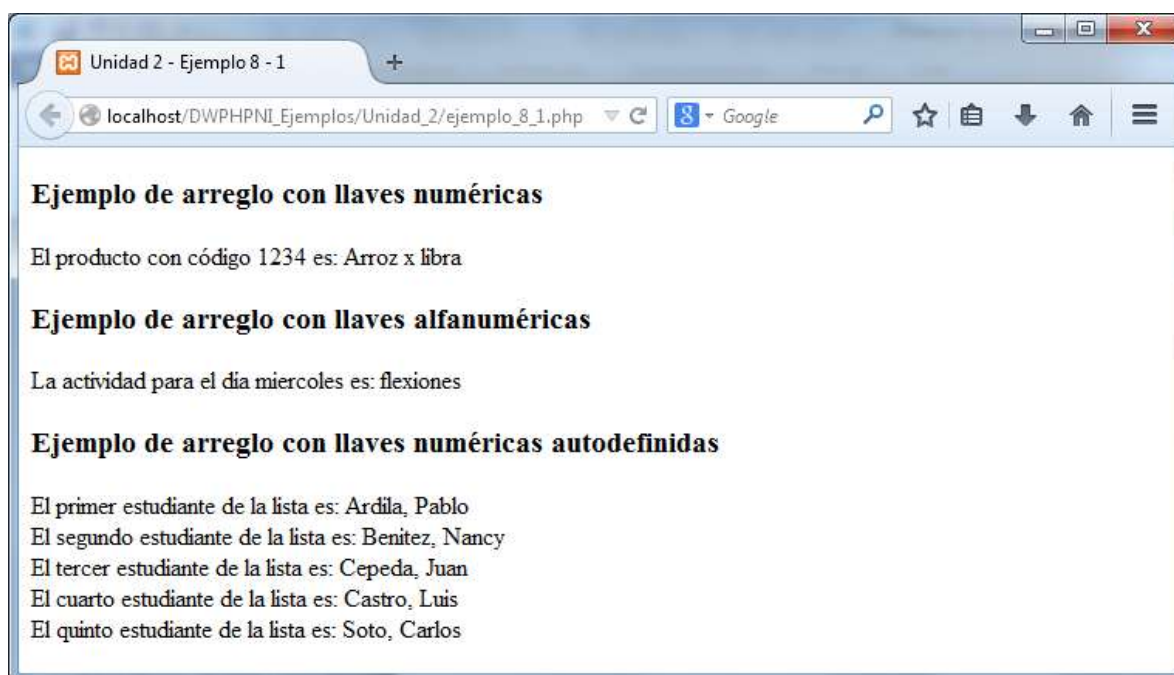 Unidad 2 - Ejemplo 8 - 1
localhost/DWPHPNI_Ejemplos/Unidad_2/ejemplo_8_1.php
Google
Ejemplo de arreglo con llaves numéricas
El producto con código 1234 es: Arroz x libra
Ejemplo de arreglo con llaves alfanuméricas
La actividad para el dia miercoles es: flexiones
Ejemplo de arreglo con llaves numéricas autodefinidas
El primer estudiante de la lista es: Ardila, Pablo
El segundo estudiante de la lista es: Benitez, Nancy
El tercer estudiante de la lista es: Cepeda, Juan
El cuarto estudiante de la lista es: Castro, Luis
El quinto estudiante de la lista es: Soto, Carlos